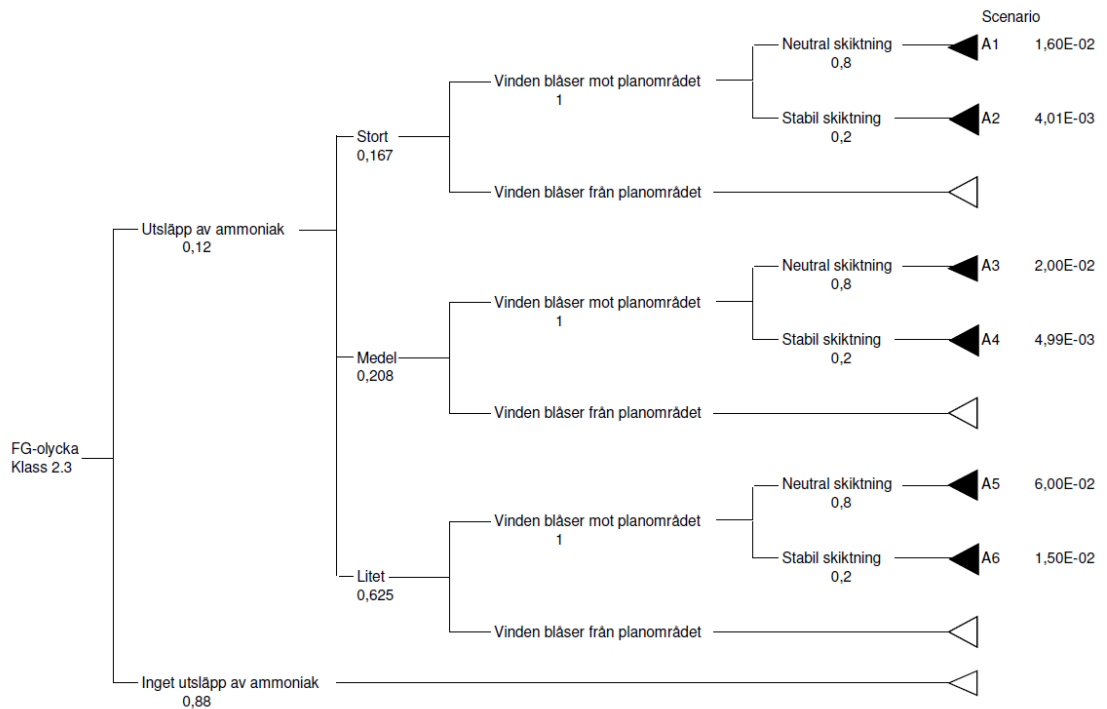 Scenario
Neutral skiktning
0,8
A1 1,60E-02
Vinden blåser mot planområdet
1
Stabil skiktning
0,2
A2 4,01E-03
Stort
0,167
Vinden blåser från planområdet
Utsläpp av ammoniak
0,12
Neutral skiktning
0,8
A3 2,00E-02
Vinden blåser mot planområdet
1
Stabil skiktning
0,2
A4 4,99E-03
Medel
0,208
Vinden blåser från planområdet
FG-olycka
Klass 2.3
Neutral skiktning
0,8
A5 6,00E-02
Vinden blåser mot planområdet
1
Stabil skiktning
0,2
A6 1,50E-02
Litet
0,625
Vinden blåser från planområdet
Inget utsläpp av ammoniak
0,88